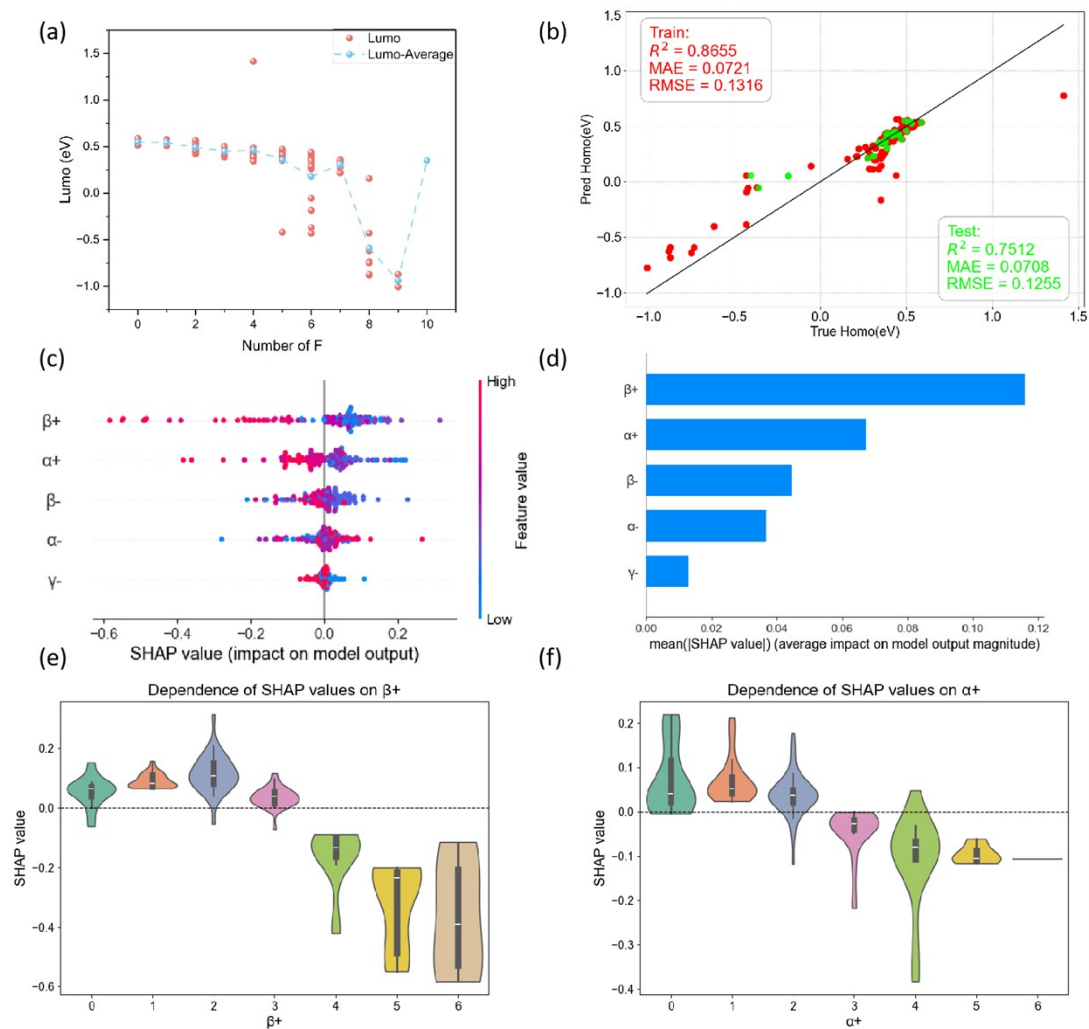 (a)
Lumo
Lumo-Average
1.5
1.0
0.5
0.0
−0.5
−1.0
Lumo (eV)
0
2
4
6
8
10
Number of F
(b)
Train:
R² = 0.8655
MAE = 0.0721
RMSE = 0.1316
Test:
R² = 0.7512
MAE = 0.0708
RMSE = 0.1255
1.5
1.0
0.5
0.0
−0.5
−1.0
Pred Homo(eV)
−1.0
−0.5
0.0
0.5
1.0
1.5
True Homo(eV)
(c)
β+
α+
β-
α-
γ-
−0.6
−0.4
−0.2
0.0
0.2
SHAP value (impact on model output)
High
Low
Feature value
(d)
β+
α+
β-
α-
γ-
0.00
0.02
0.04
0.06
0.08
0.10
0.12
mean(|SHAP value|) (average impact on model output magnitude)
(e)
Dependence of SHAP values on β+
0.2
0.0
−0.2
−0.4
−0.6
SHAP value
0
1
2
3
4
5
6
β+
(f)
Dependence of SHAP values on α+
0.2
0.1
0.0
−0.1
−0.2
−0.3
−0.4
SHAP value
0
1
2
3
4
5
6
α+